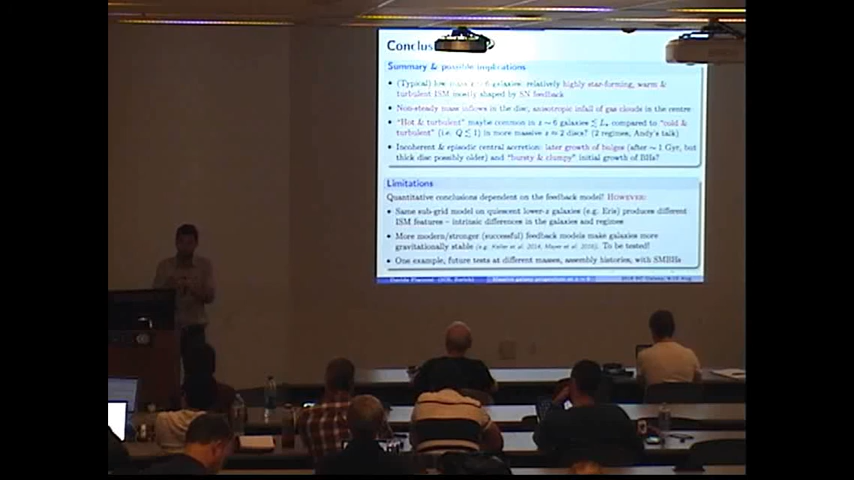 Conclus
Summary & possible implications
(Typical) low mass z ~ 6 galaxies: relatively highly star-forming, warm &
turbulent ISM mostly shaped by SN feedback
Non-steady mass inflows in the disc, anisotropic infall of gas clouds in the centre
"Hot & turbulent" maybe common in z ~ 6 galaxies ≲ L*, compared to "cold &
turbulent" (i.e. Q ≲ 1) in more massive z ≈ 2 discs? (2 regimes, Andy's talk)
Incoherent & episodic central accretion: later growth of bulges (after ~ 1 Gyr, but
thick disc possibly older) and "bursty & clumpy" initial growth of BHs?
Limitations
Quantitative conclusions dependent on the feedback model! However:
Same sub-grid model on quiescent lower-z galaxies (e.g. Eris) produces different
ISM features – intrinsic differences in the galaxies and regimes
More modern/stronger (successful) feedback models make galaxies more
gravitationally stable (e.g. Keller et al. 2014, Mayer et al. 2016). To be tested!
One example, future tests at different masses, assembly histories, with SMBHs